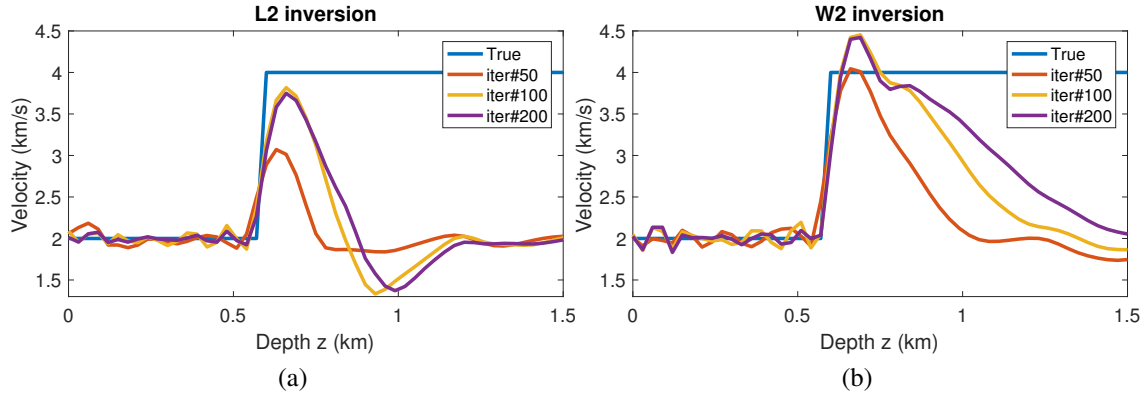 L2 inversion
4.5
4
3.5
3
2.5
2
1.5
Velocity (km/s)
0
0.5
1
1.5
Depth z (km)
True
iter#50
iter#100
iter#200
(a)
W2 inversion
4.5
4
3.5
3
2.5
2
1.5
Velocity (km/s)
0
0.5
1
1.5
Depth z (km)
True
iter#50
iter#100
iter#200
(b)